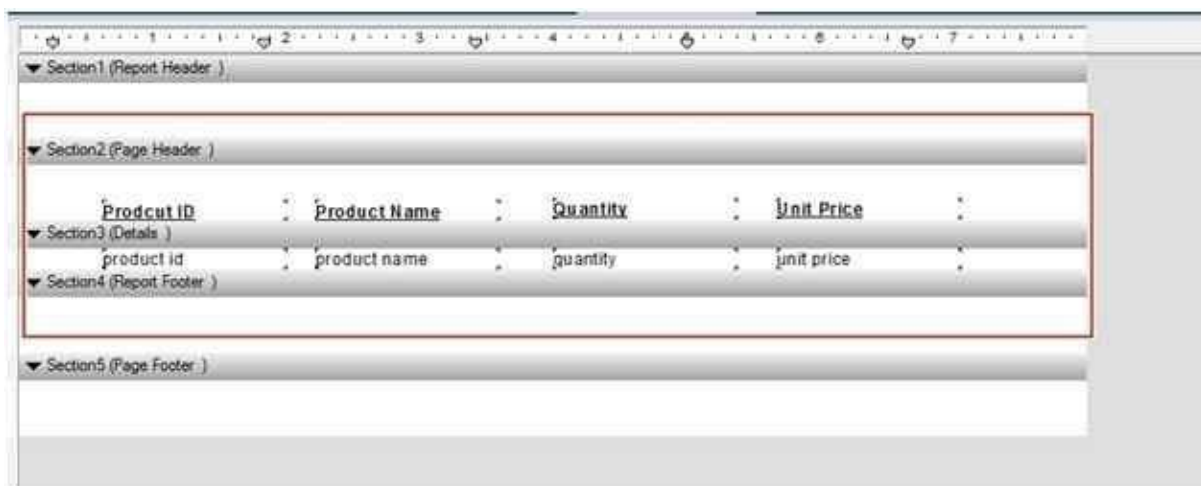 1 2 3 4 5 6 7
Section1 (Report Header )
Section2 (Page Header )
Prodcut ID Product Name Quantity Unit Price
Section3 (Details )
product id product name quantity unit price
Section4 (Report Footer )
Section5 (Page Footer )